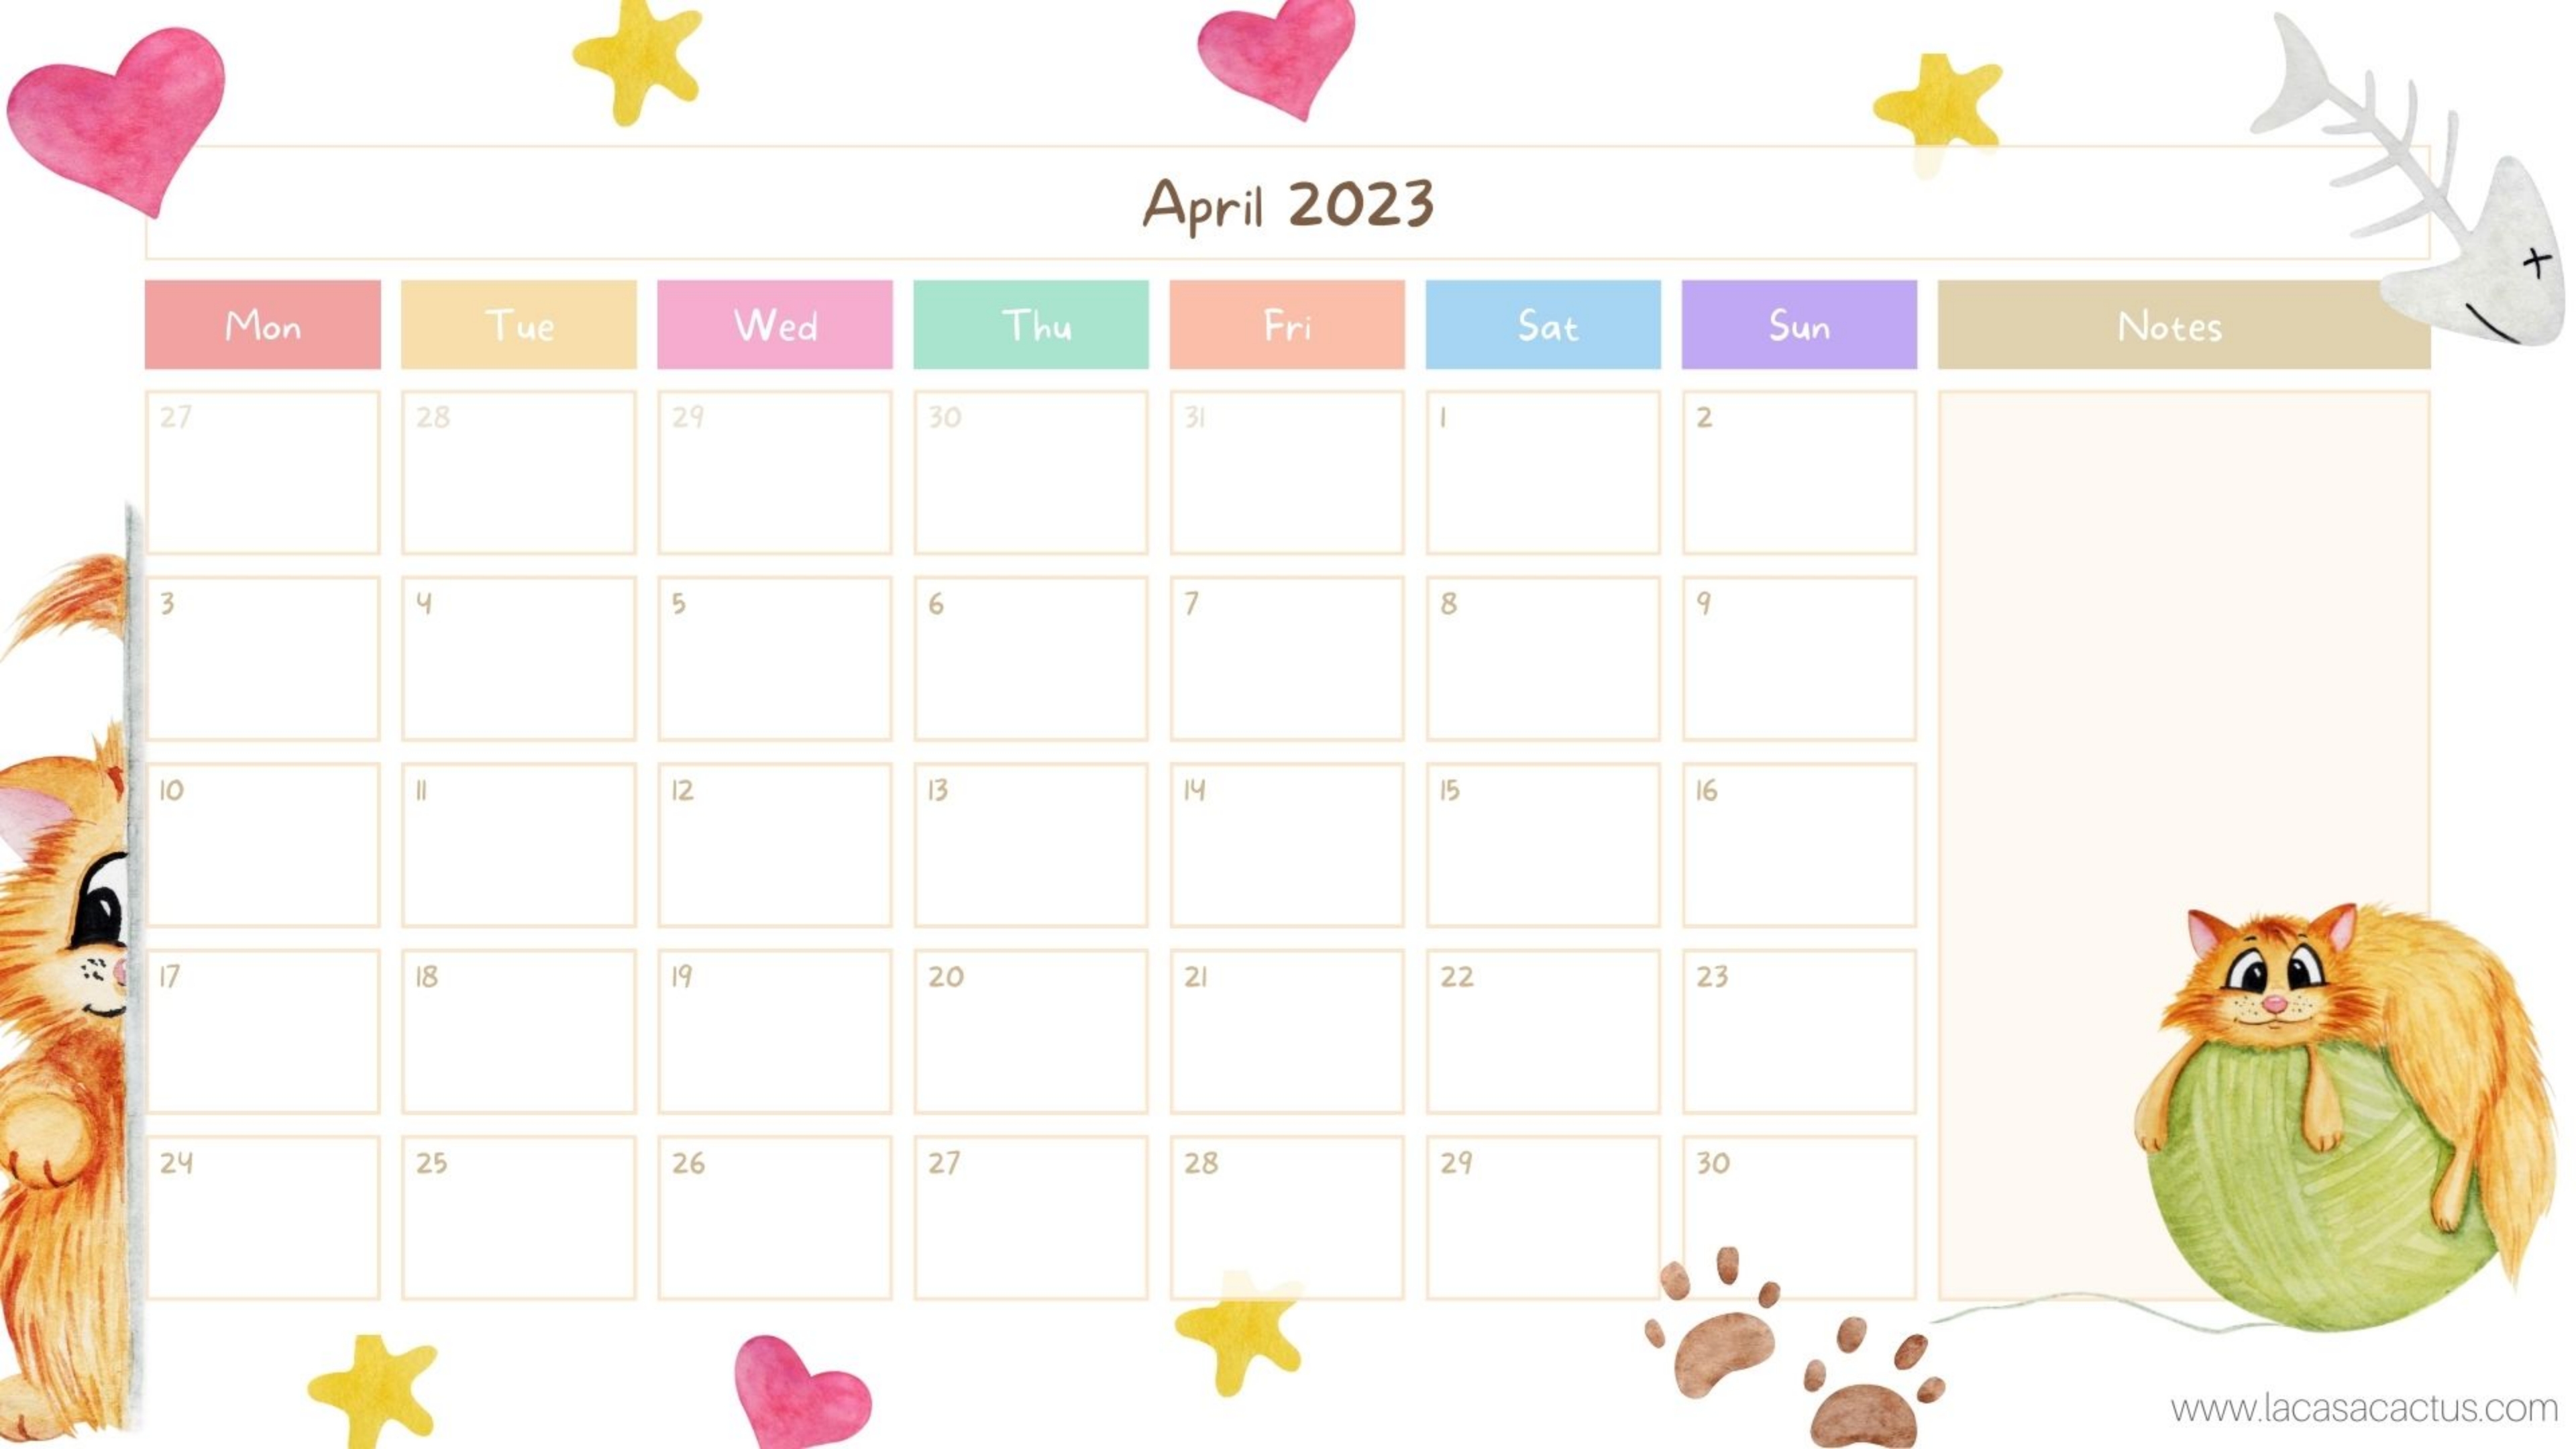 April 2023
Mon Tue Wed Thu Fri Sat Sun Notes
27 28 29 30 31 1 2
3 4 5 6 7 8 9
10 11 12 13 14 15 16
17 18 19 20 21 22 23
24 25 26 27 28 29 30
www.lacasacactus.com